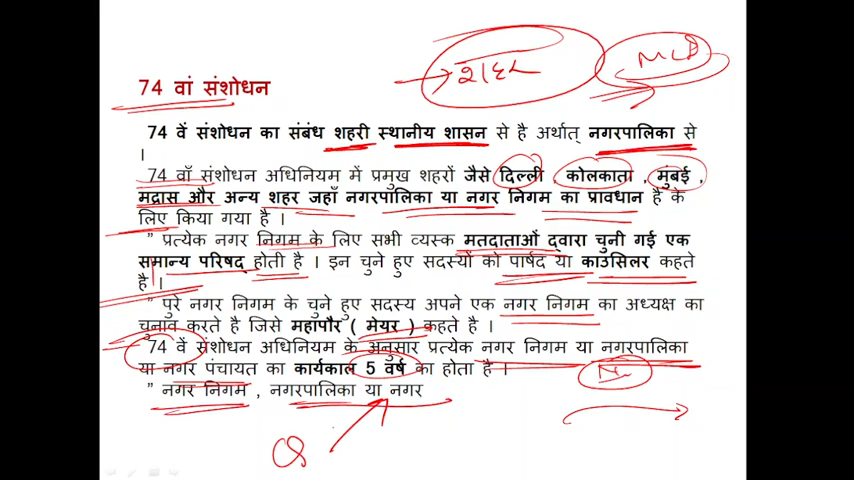 शहर
74 वां संशोधन
74 वें संशोधन का संबंध शहरी स्थानीय शासन से है अर्थात् नगरपालिका से
।
74 वाँ संशोधन अधिनियम में प्रमुख शहरों जैसे दिल्ली , कोलकाता , मुंबई ,
मद्रास और अन्य शहर जहाँ नगरपालिका या नगर निगम का प्रावधान है के
लिए किया गया है ।
" प्रत्येक नगर निगम के लिए सभी व्यस्क मतदाताओं द्वारा चुनी गई एक
समान्य परिषद् होती है । इन चुने हुए सदस्यों को पार्षद या काउंसिलर कहते
है ।
" पुरे नगर निगम के चुने हुए सदस्य अपने एक नगर निगम का अध्यक्ष का
चुनाव करते है जिसे महापौर ( मेयर ) कहते है ।
74 वें संशोधन अधिनियम के अनुसार प्रत्येक नगर निगम या नगरपालिका
या नगर पंचायत का कार्यकाल 5 वर्ष का होता है ।
" नगर निगम , नगरपालिका या नगर